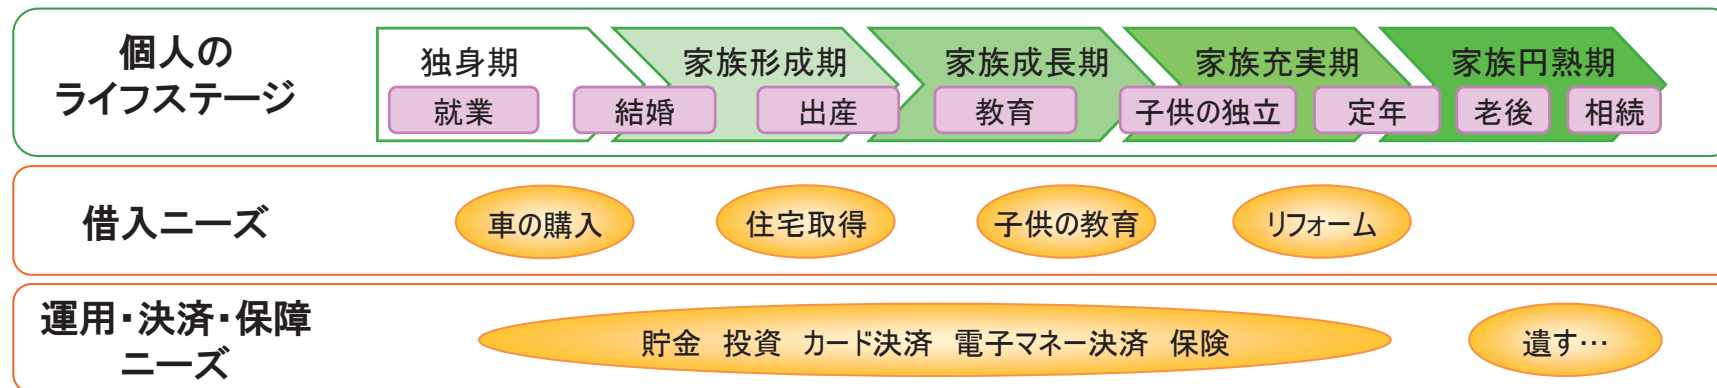 個人の
ライフステージ
独身期 家族形成期 家族成長期 家族充実期 家族円熟期
就業 結婚 出産 教育 子供の独立 定年 老後 相続
借入ニーズ
車の購入 住宅取得 子供の教育 リフォーム
運用・決済・保障
ニーズ
貯金 投資 カード決済 電子マネー決済 保険
遺す…